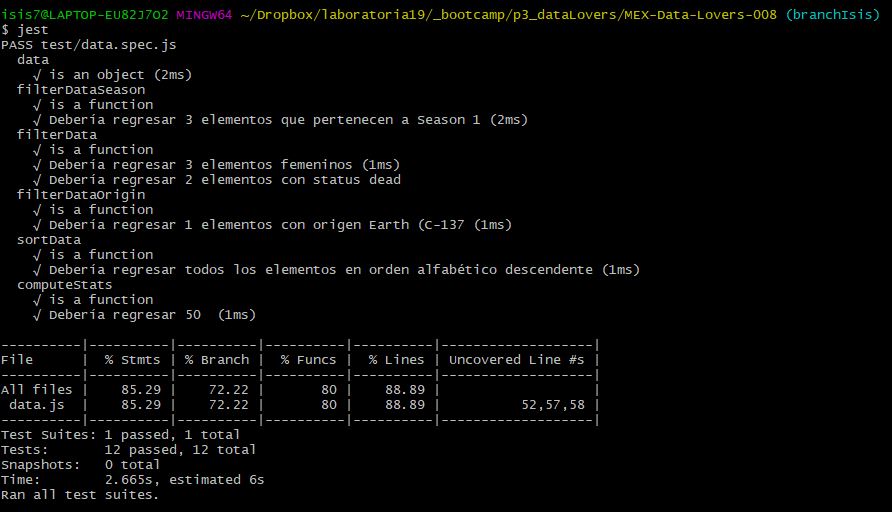 isis7@LAPTOP-EU82J7O2 MINGW64 ~/Dropbox/laboratoria19/_bootcamp/p3_dataLovers/MEX-Data-Lovers-008 (branchIsis)
$ jest
PASS test/data.spec.js
  data
    √ is an object (2ms)
  filterDataSeason
    √ is a function
    √ Debería regresar 3 elementos que pertenecen a Season 1 (2ms)
  filterData
    √ is a function
    √ Debería regresar 3 elementos femeninos (1ms)
    √ Debería regresar 2 elementos con status dead
  filterDataOrigin
    √ is a function
    √ Debería regresar 1 elementos con origen Earth (C-137 (1ms)
  sortData
    √ is a function
    √ Debería regresar todos los elementos en orden alfabético descendente (1ms)
  computeStats
    √ is a function
    √ Debería regresar 50  (1ms)

----------|----------|----------|----------|----------|-------------------|
File      |  % Stmts | % Branch |  % Funcs |  % Lines | Uncovered Line #s |
----------|----------|----------|----------|----------|-------------------|
All files |    85.29 |    72.22 |       80 |    88.89 |                   |
 data.js  |    85.29 |    72.22 |       80 |    88.89 |          52,57,58 |
----------|----------|----------|----------|----------|-------------------|
Test Suites: 1 passed, 1 total
Tests:       12 passed, 12 total
Snapshots:   0 total
Time:        2.665s, estimated 6s
Ran all test suites.